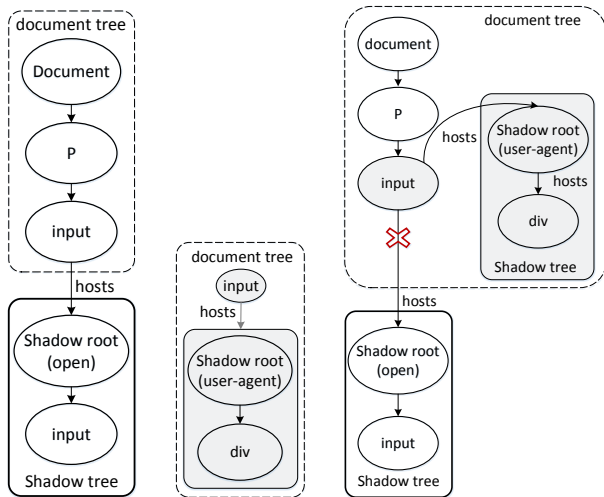 document tree
Document
P
input
hosts
Shadow root
(open)
input
Shadow tree
document tree
input
hosts
Shadow root
(user-agent)
div
document tree
document
P
hosts
input
Shadow root
(user-agent)
hosts
div
Shadow tree
hosts
Shadow root
(open)
input
Shadow tree